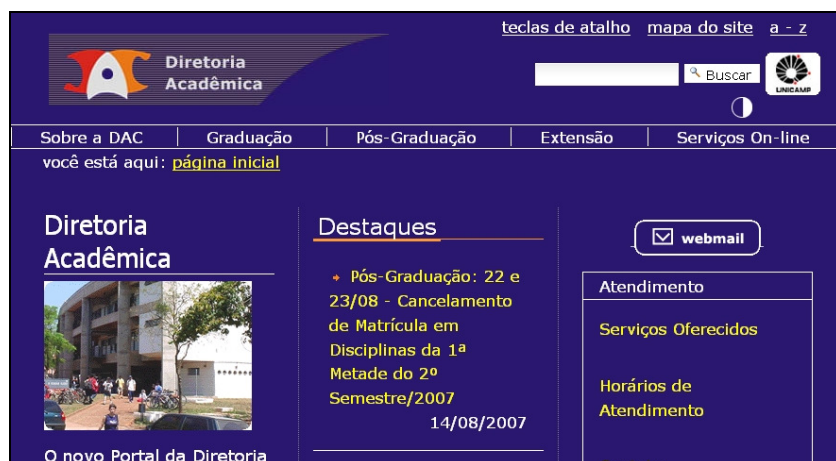 teclas de atalho mapa do site a - z
Diretoria
Acadêmica
Buscar
UNICAMP
Sobre a DAC Graduação Pós-Graduação Extensão Serviços On-line
você está aqui: página inicial
Diretoria
Acadêmica
O novo Portal da Diretoria
Destaques
Pós-Graduação: 22 e
23/08 - Cancelamento
de Matrícula em
Disciplinas da 1ª
Metade do 2º
Semestre/2007
14/08/2007
webmail
Atendimento
Serviços Oferecidos
Horários de
Atendimento